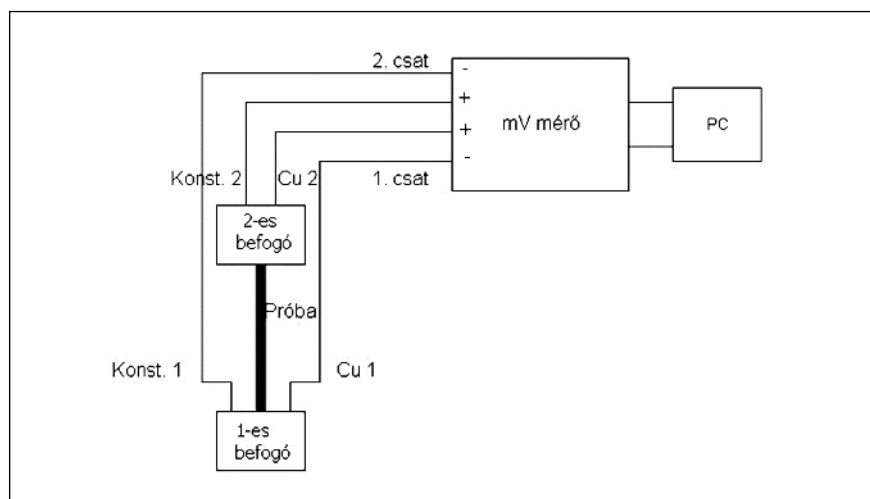 2. csat
-
+
+
-
mV mérő
PC
Konst. 2
Cu 2
1. csat
2-es
befogó
Próba
Konst. 1
Cu 1
1-es
befogó